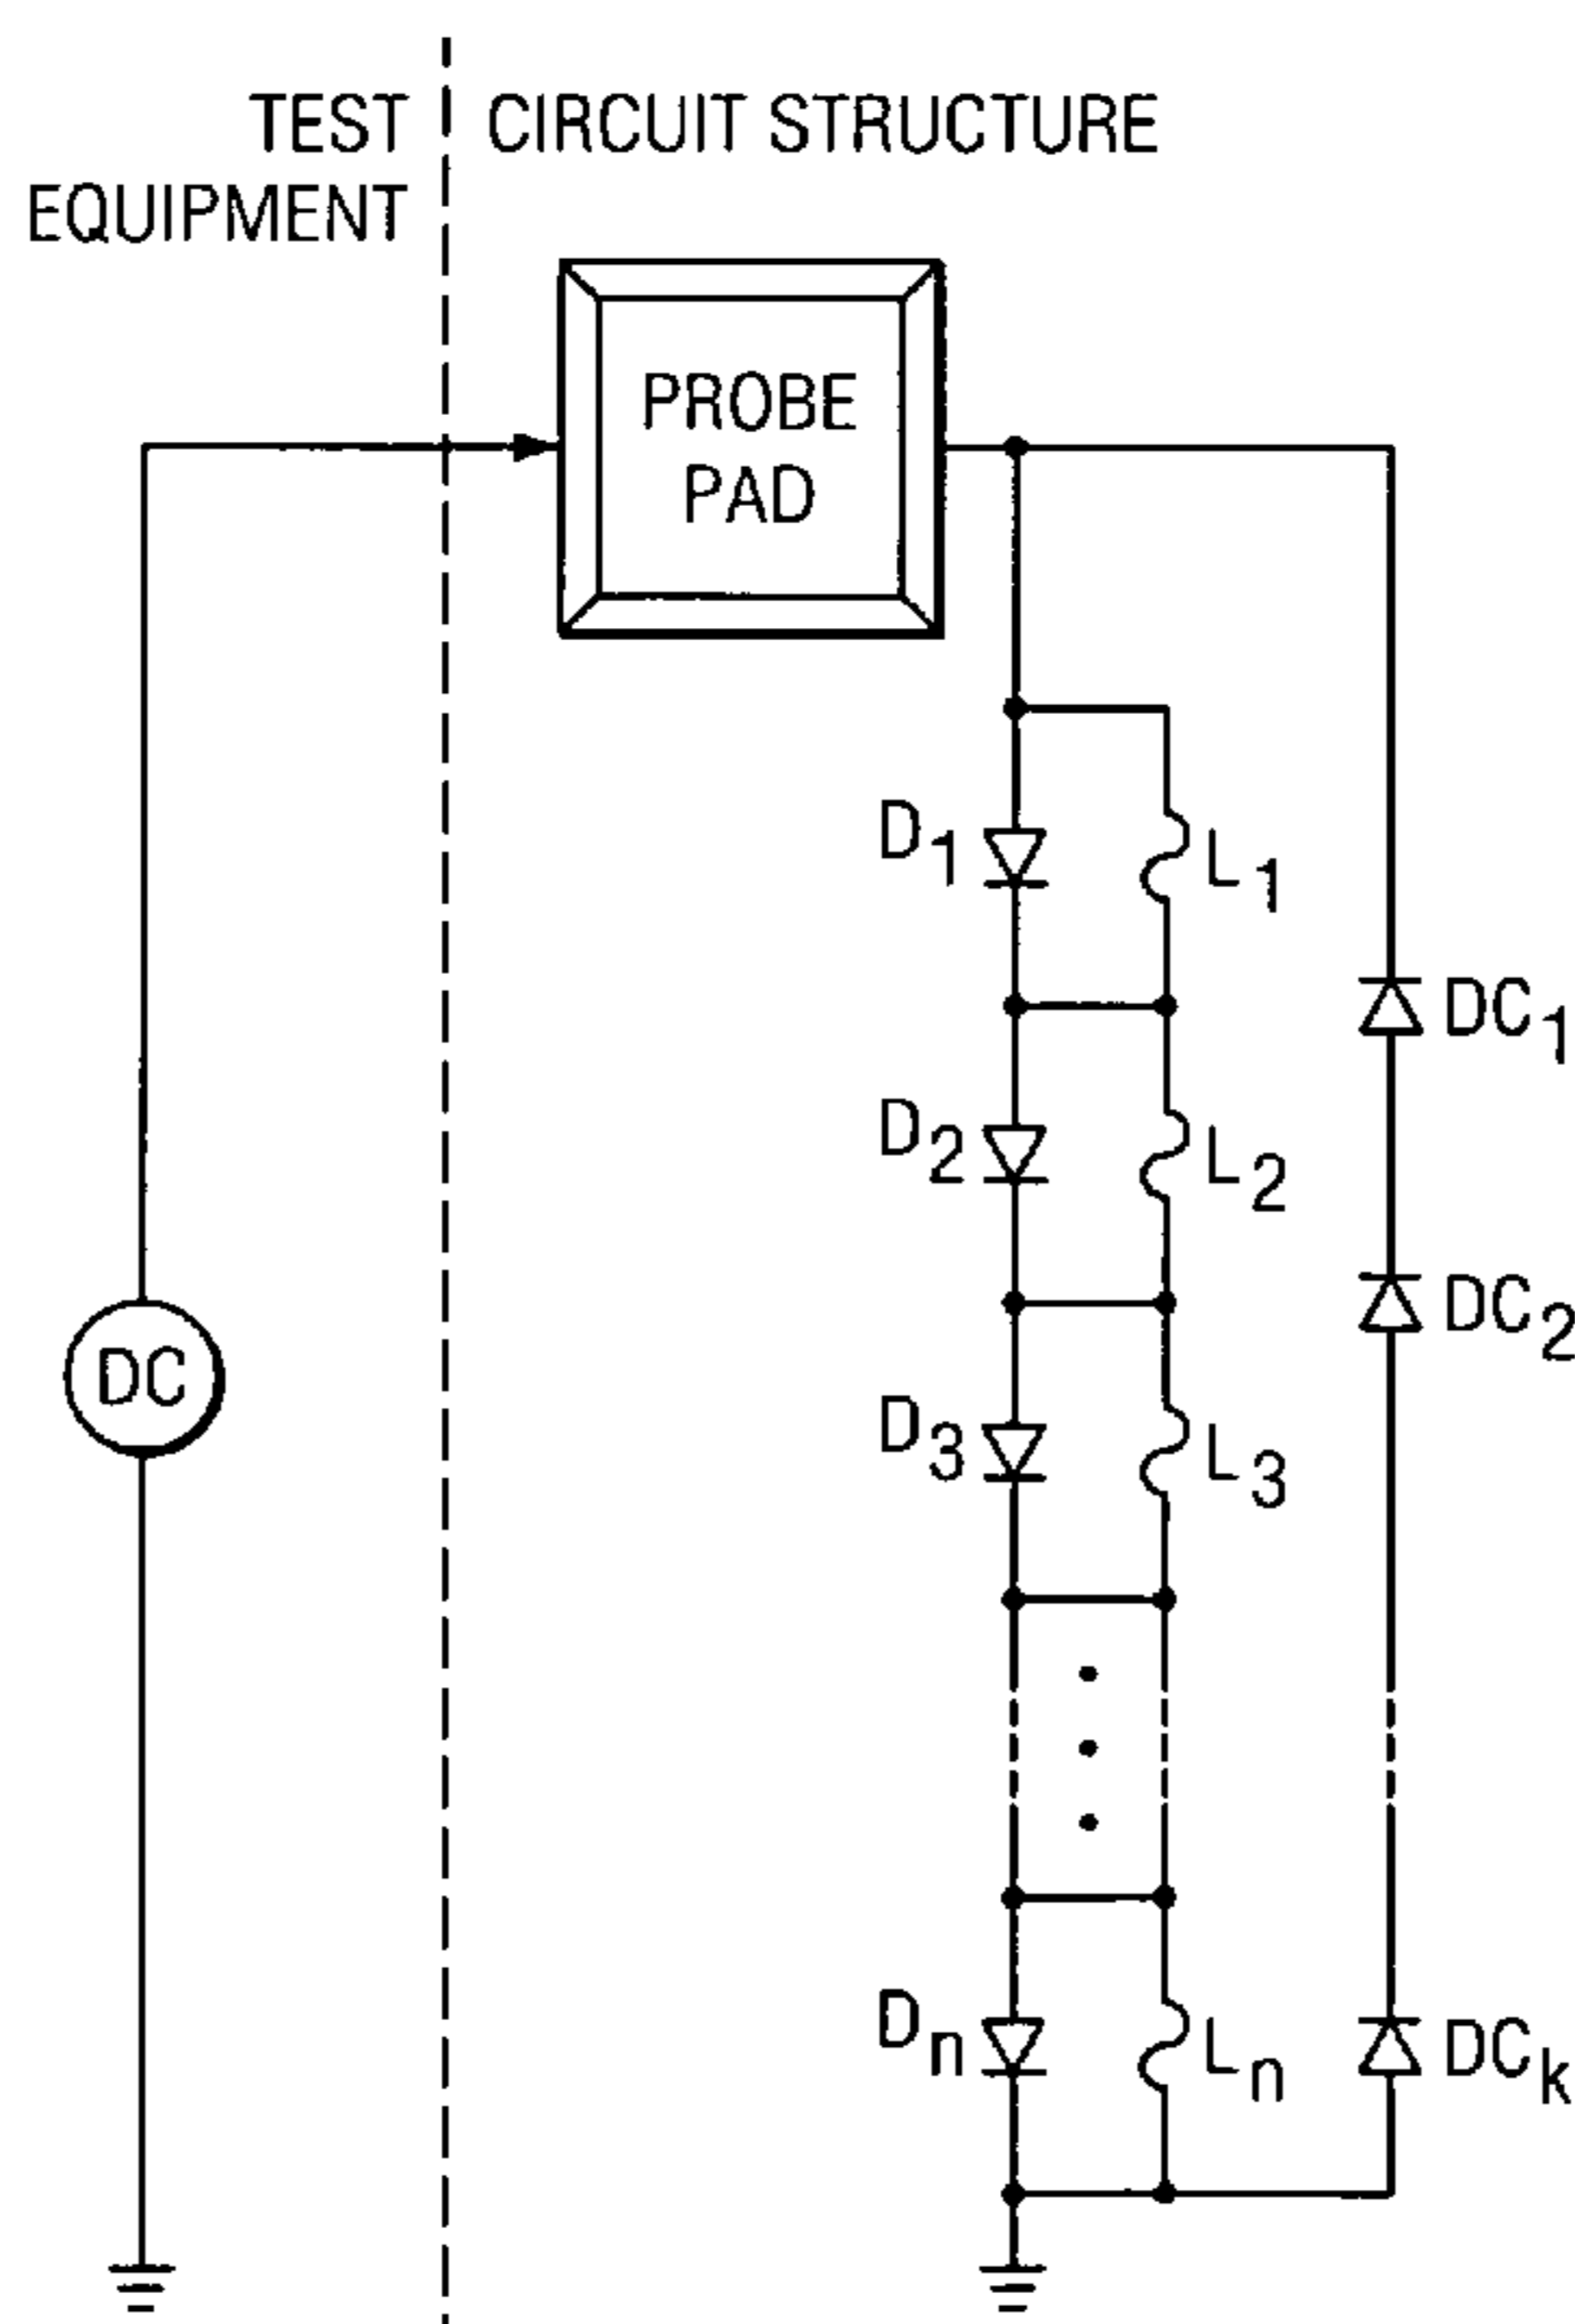 TEST
EQUIPMENT
CIRCUIT STRUCTURE
PROBE
PAD
D1
L1
DC1
D2
L2
DC2
D3
L3
DC
Dn
Ln
DCk